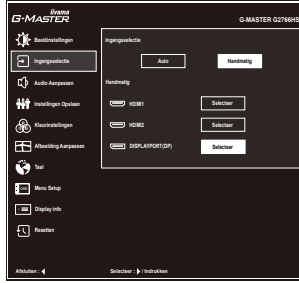 iiyama
G-MASTER
G-MASTER G2766HS
Beeldinstellingen
Ingangsselectie
Audio Aanpassen
Instellingen Opslaan
Kleurinstellingen
Afbeelding Aanpassen
Taal
Menu Setup
Display info
Resetten
Ingangsselectie
Auto
Handmatig
Handmatig
HDMI1
Selecteer
HDMI2
Selecteer
DISPLAYPORT(DP)
Selecteer
Afsluiten :
Selecteer : / Indrukken